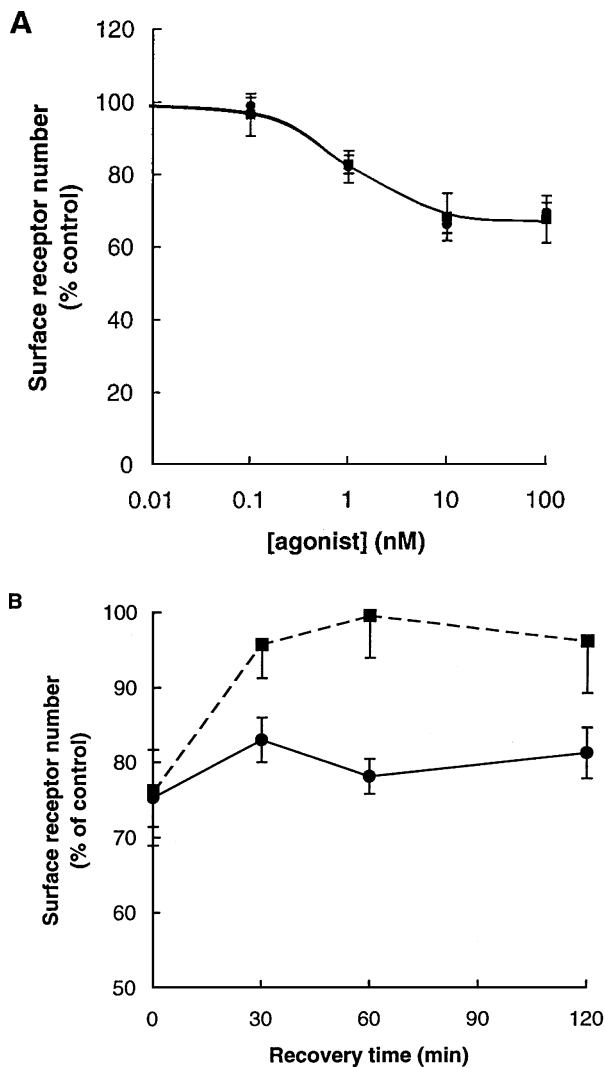 A
120
100
80
60
40
20
0
Surface receptor number
(% control)
0.01 0.1 1 10 100
[agonist] (nM)
B
100
90
80
70
60
50
Surface receptor number
(% of control)
0 30 60 90 120
Recovery time (min)